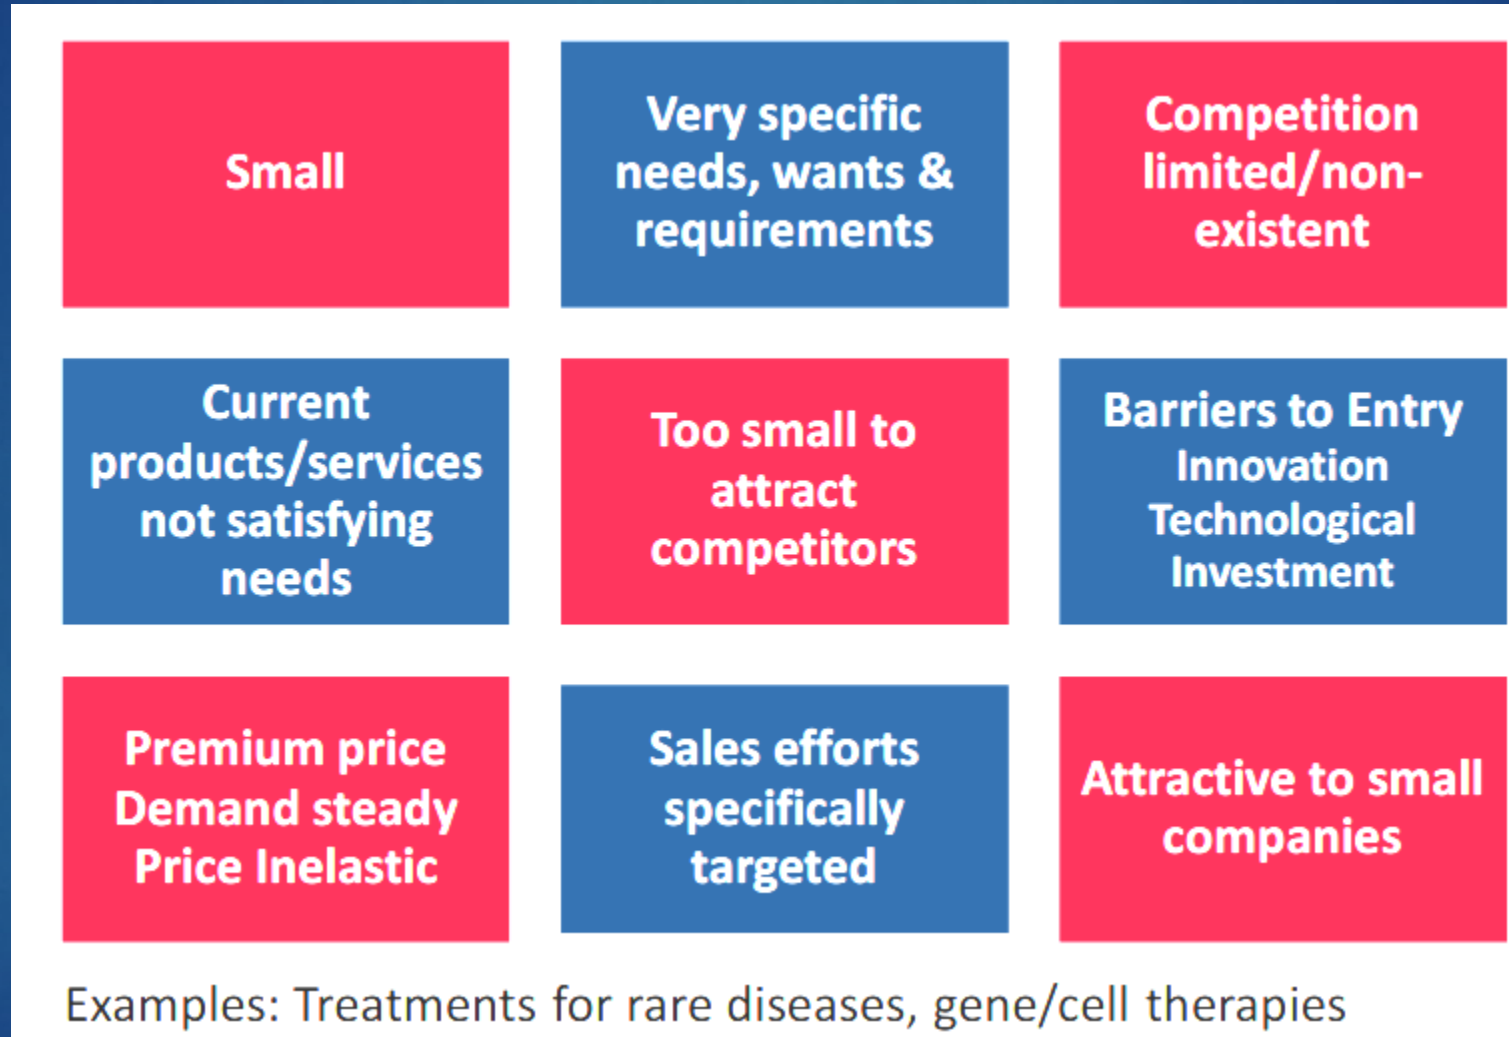 Small
Very specific
needs, wants &
requirements
Competition
limited/non-
existent
Current
products/services
not satisfying
needs
Too small to
attract
competitors
Barriers to Entry
Innovation
Technological
Investment
Premium price
Demand steady
Price Inelastic
Sales efforts
specifically
targeted
Attractive to small
companies
Examples: Treatments for rare diseases, gene/cell therapies